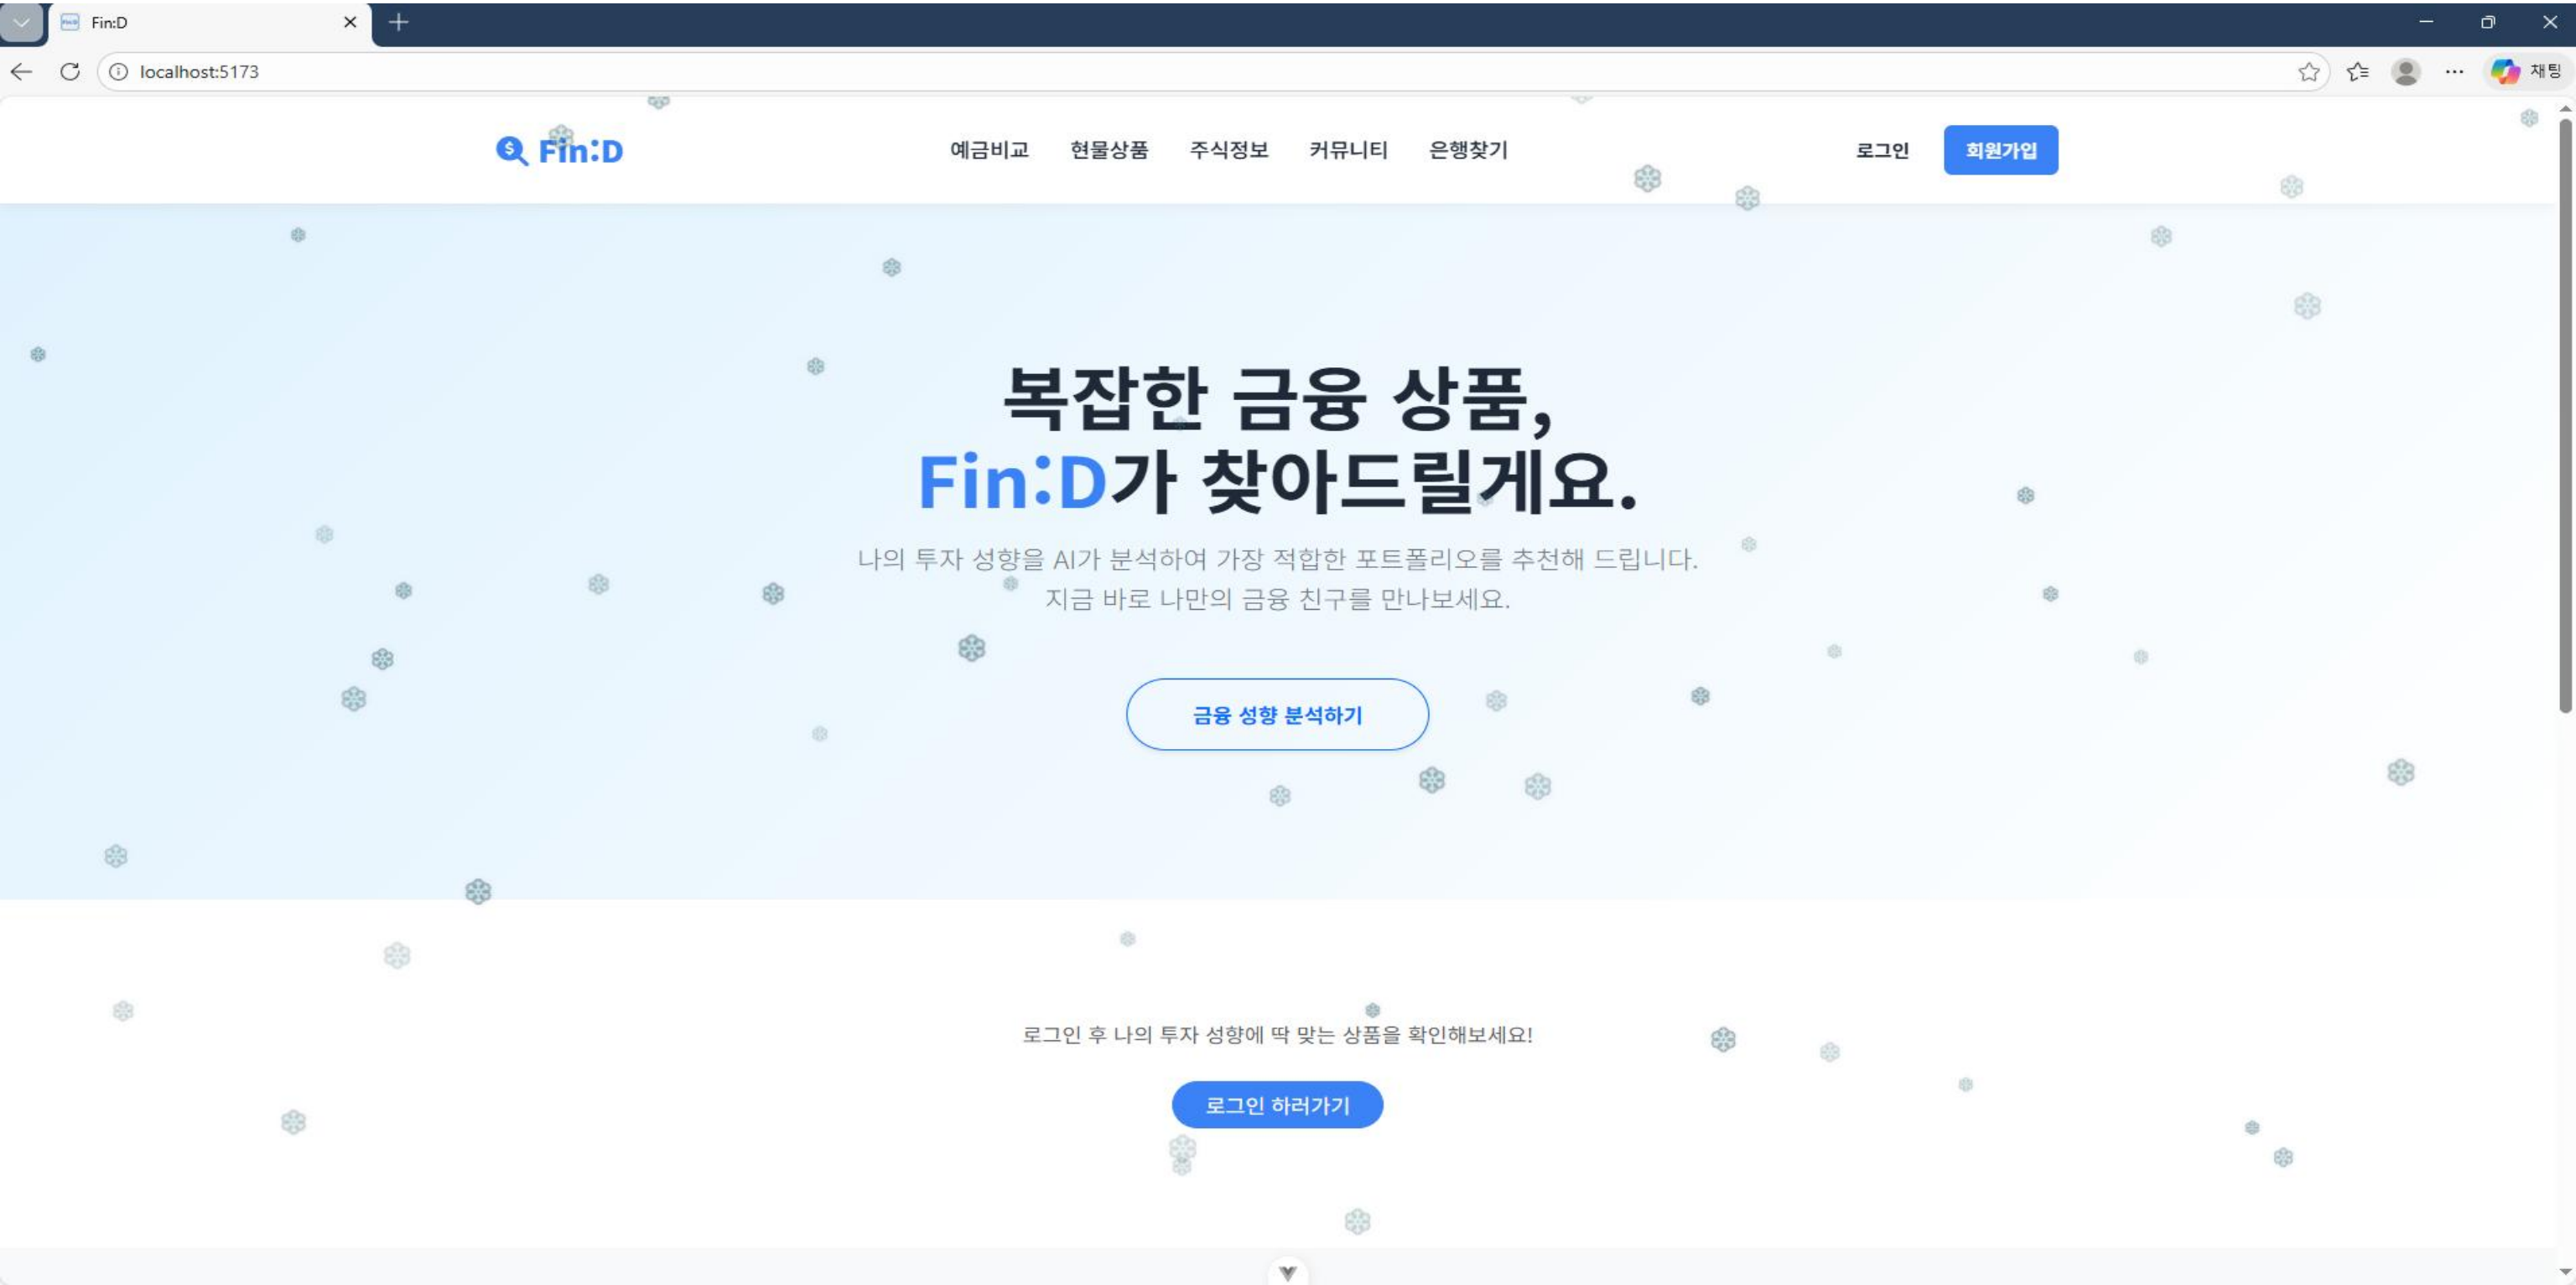 Fin:D
localhost:5173
채팅
Fin:D
예금비교 현물상품 주식정보 커뮤니티 은행찾기
로그인 회원가입
복잡한 금융 상품,
Fin:D가 찾아드릴게요.
나의 투자 성향을 AI가 분석하여 가장 적합한 포트폴리오를 추천해 드립니다.
지금 바로 나만의 금융 친구를 만나보세요.
금융 성향 분석하기
로그인 후 나의 투자 성향에 딱 맞는 상품을 확인해보세요!
로그인 하러가기